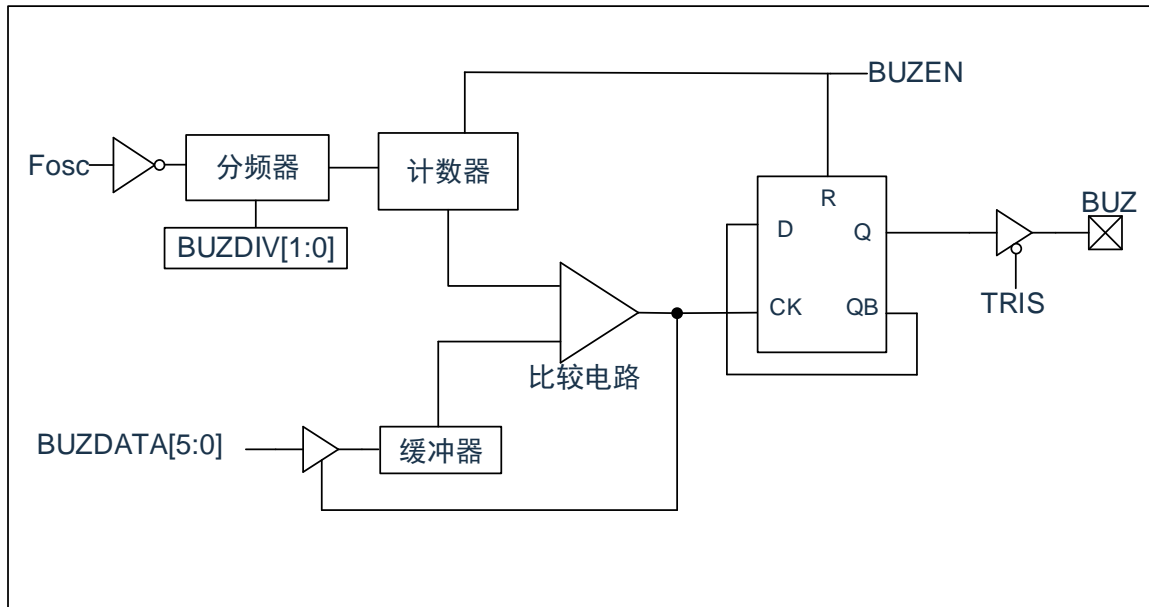 BUZEN
Fosc
分频器
计数器
BUZDIV[1:0]
R
D
Q
BUZ
CK
QB
TRIS
比较电路
BUZDATA[5:0]
缓冲器